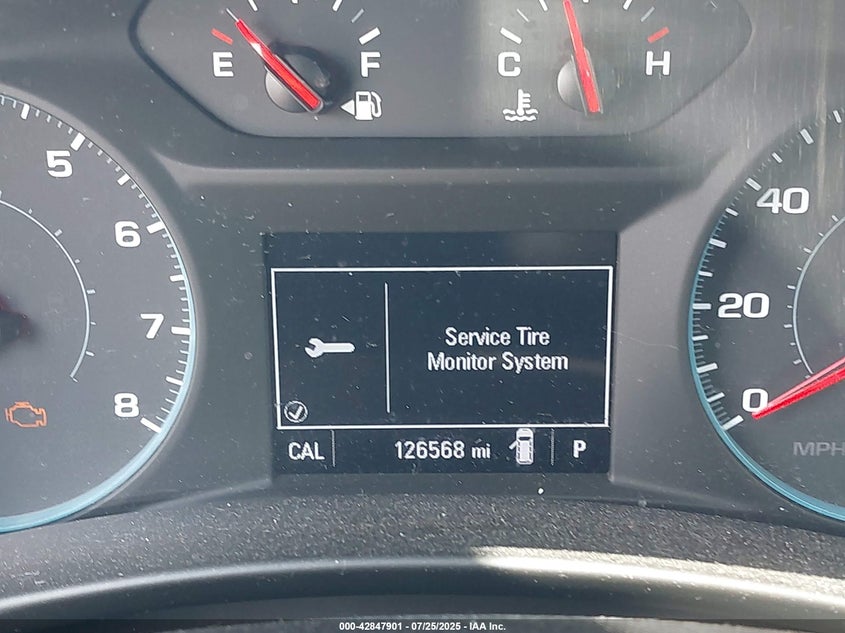 E F
C H
5
6
7
8
40
20
0
MPH
Service Tire
Monitor System
CAL 126568 mi P
000-42847901 - 07/25/2025 - IAA Inc.